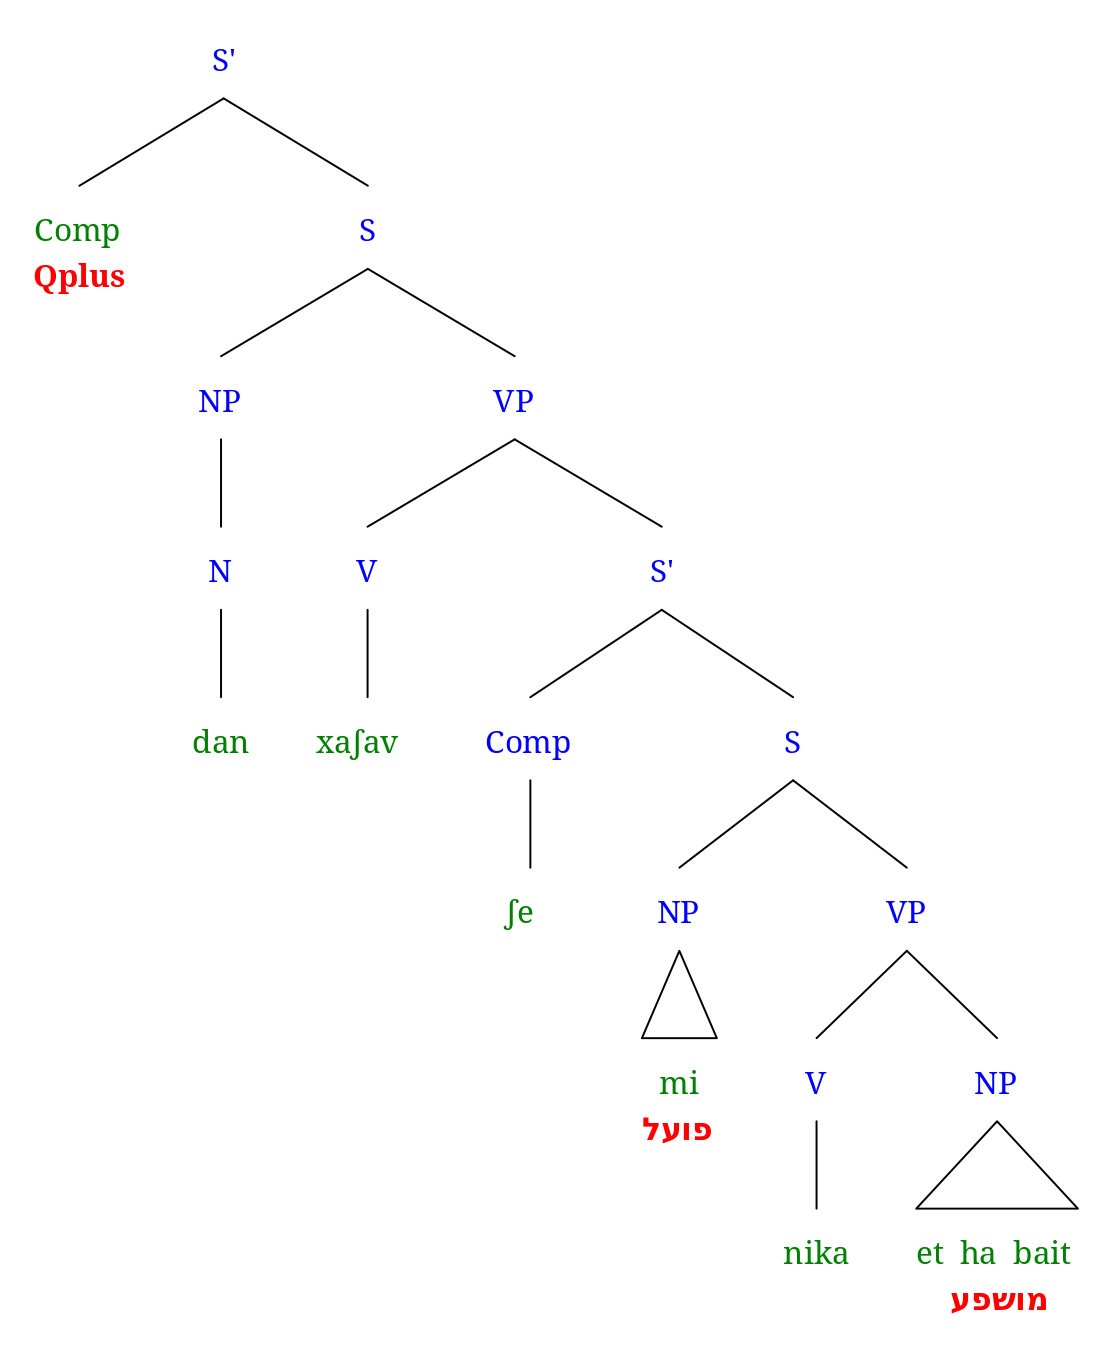 S'
Comp S
Qplus
NP VP
N V S'
dan xaʃav Comp S
ʃe NP VP
mi V NP
פועל
nika et ha bait
מושפע